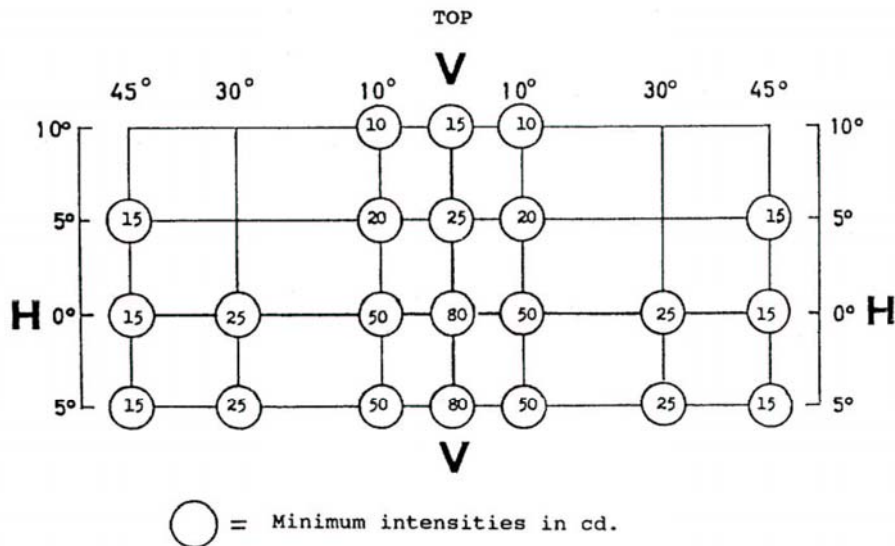 TOP
V
45° 30° 10° 10° 30° 45°
10° 10 15 10 10°
5° 15 20 25 20 15 5°
H 0° 15 25 50 80 50 25 15 0° H
5° 15 25 50 80 50 25 15 5°
V
= Minimum intensities in cd.